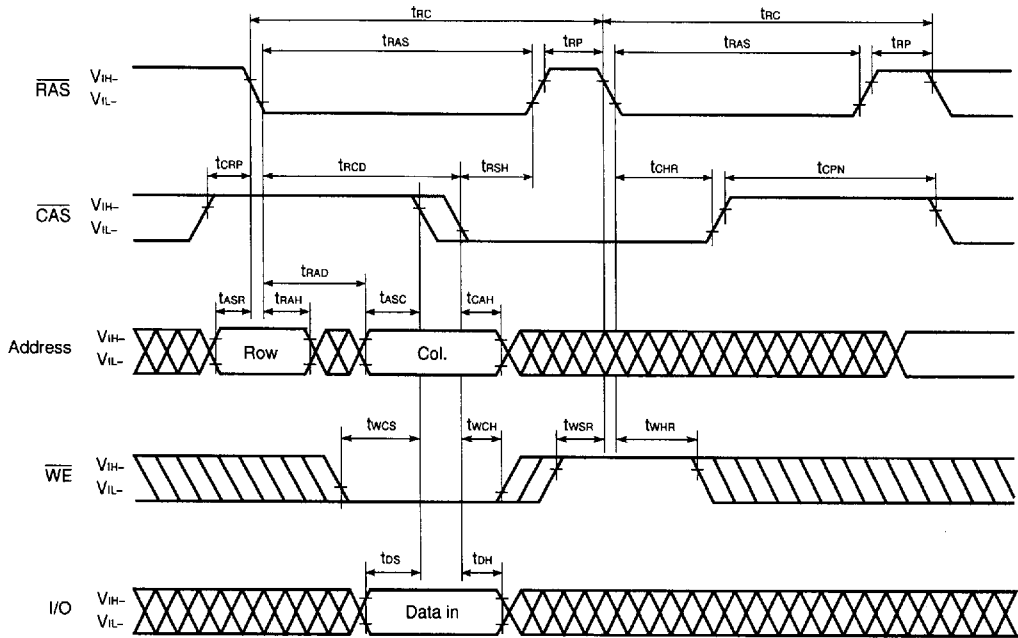 tRC tRC
tRAS tRP tRAS tRP
RAS VIH–
VIL–
tCRP tRCD tRSH tCHR tCPN
CAS VIH–
VIL–
tRAD
tASR tRAH tASC tCAH
Address VIH–
VIL–
Row Col.
tWCS tWCH tWSR tWHR
WE VIH–
VIL–
tDS tDH
I/O VIH–
VIL–
Data in